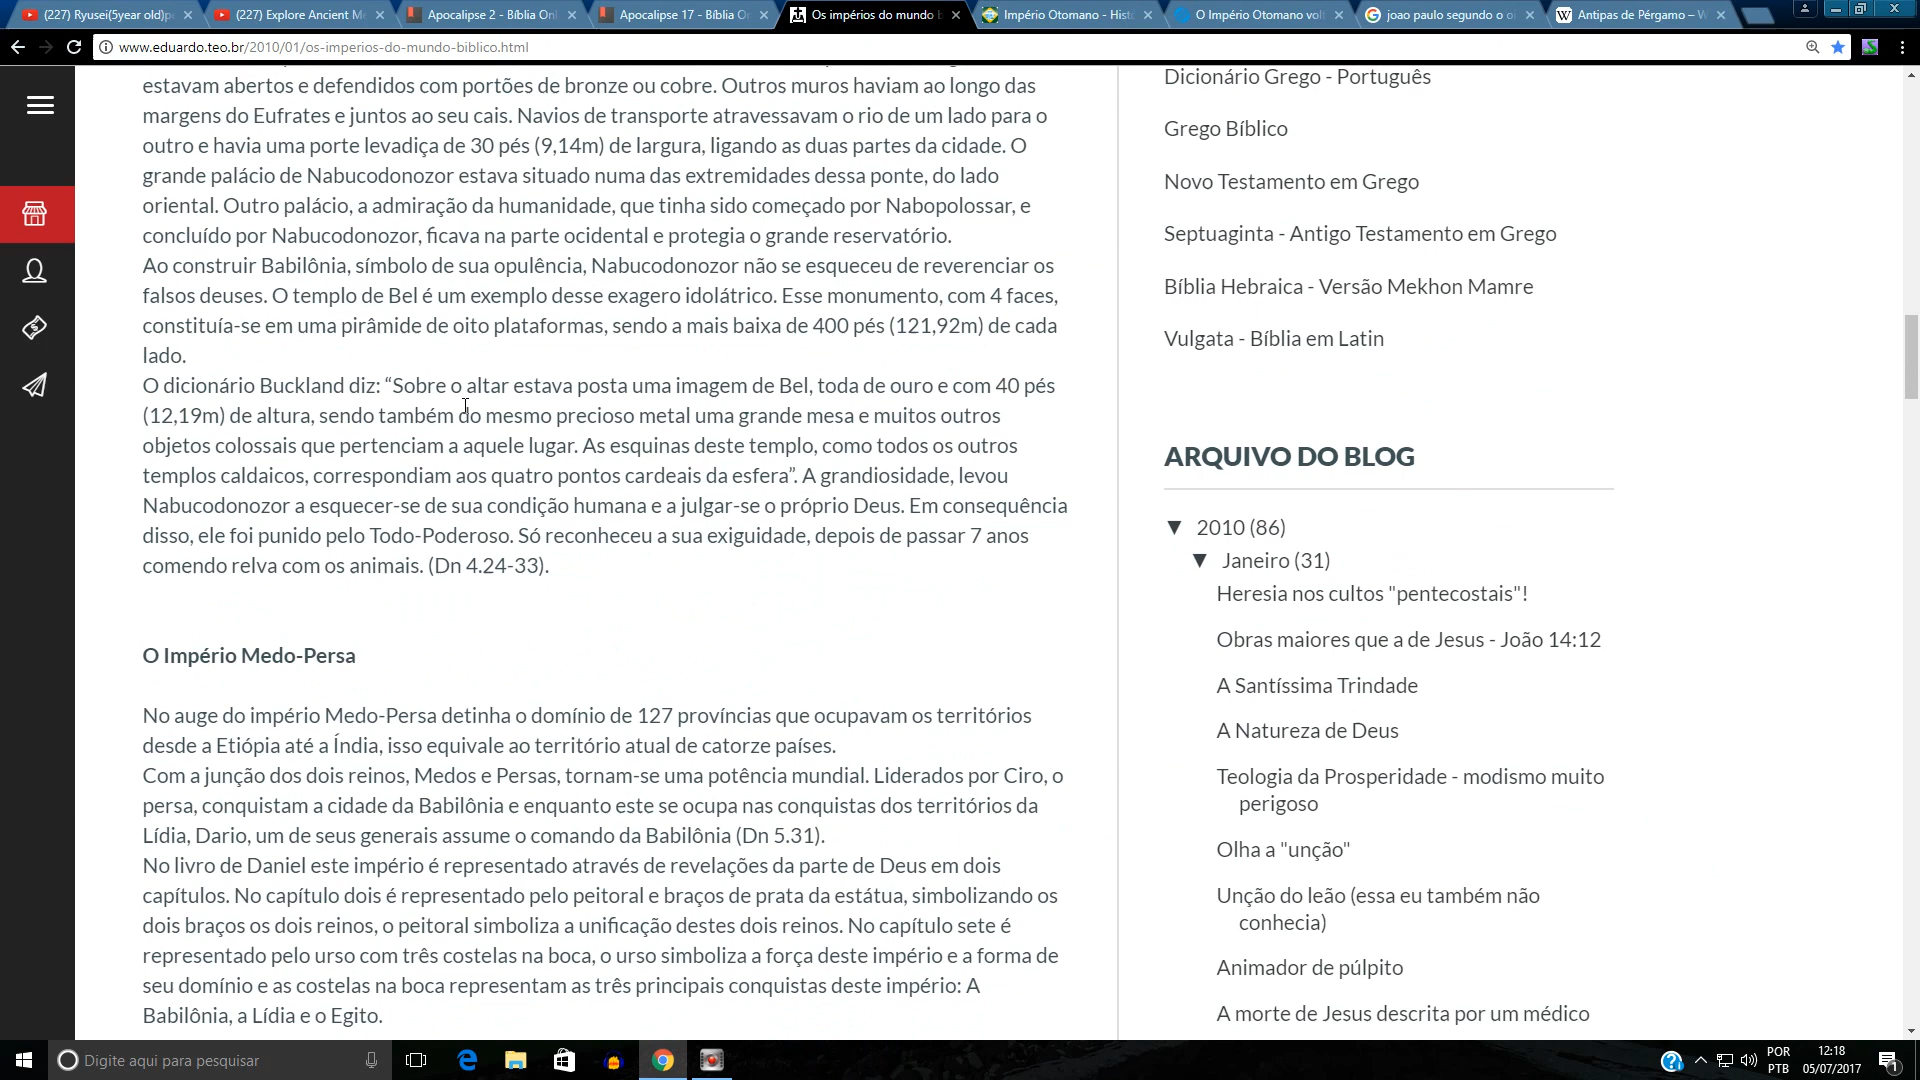 (227) Ryusei(5year old)p
(227) Explore Ancient Me
Apocalipse 2 - Bíblia Onl
Apocalipse 17 - Bíblia O
Os impérios do mundo b
Império Otomano - Hist
O Império Otomano vol
joao paulo segundo o o
Antipas de Pérgamo – W
www.eduardo.teo.br/2010/01/os-imperios-do-mundo-biblico.html
estavam abertos e defendidos com portões de bronze ou cobre. Outros muros haviam ao longo das
margens do Eufrates e juntos ao seu cais. Navios de transporte atravessavam o rio de um lado para o
outro e havia uma porte levadiça de 30 pés (9,14m) de largura, ligando as duas partes da cidade. O
grande palácio de Nabucodonozor estava situado numa das extremidades dessa ponte, do lado
oriental. Outro palácio, a admiração da humanidade, que tinha sido começado por Nabopolossar, e
concluído por Nabucodonozor, ficava na parte ocidental e protegia o grande reservatório.
Ao construir Babilônia, símbolo de sua opulência, Nabucodonozor não se esqueceu de reverenciar os
falsos deuses. O templo de Bel é um exemplo desse exagero idolátrico. Esse monumento, com 4 faces,
constituía-se em uma pirâmide de oito plataformas, sendo a mais baixa de 400 pés (121,92m) de cada
lado.
O dicionário Buckland diz: “Sobre o altar estava posta uma imagem de Bel, toda de ouro e com 40 pés
(12,19m) de altura, sendo também do mesmo precioso metal uma grande mesa e muitos outros
objetos colossais que pertenciam a aquele lugar. As esquinas deste templo, como todos os outros
templos caldaicos, correspondiam aos quatro pontos cardeais da esfera”. A grandiosidade, levou
Nabucodonozor a esquecer-se de sua condição humana e a julgar-se o próprio Deus. Em consequência
disso, ele foi punido pelo Todo-Poderoso. Só reconheceu a sua exiguidade, depois de passar 7 anos
comendo relva com os animais. (Dn 4.24-33).
O Império Medo-Persa
No auge do império Medo-Persa detinha o domínio de 127 províncias que ocupavam os territórios
desde a Etiópia até a Índia, isso equivale ao território atual de catorze países.
Com a junção dos dois reinos, Medos e Persas, tornam-se uma potência mundial. Liderados por Ciro, o
persa, conquistam a cidade da Babilônia e enquanto este se ocupa nas conquistas dos territórios da
Lídia, Dario, um de seus generais assume o comando da Babilônia (Dn 5.31).
No livro de Daniel este império é representado através de revelações da parte de Deus em dois
capítulos. No capítulo dois é representado pelo peitoral e braços de prata da estátua, simbolizando os
dois braços os dois reinos, o peitoral simboliza a unificação destes dois reinos. No capítulo sete é
representado pelo urso com três costelas na boca, o urso simboliza a força deste império e a forma de
seu domínio e as costelas na boca representam as três principais conquistas deste império: A
Babilônia, a Lídia e o Egito.
Dicionário Grego - Português
Grego Bíblico
Novo Testamento em Grego
Septuaginta - Antigo Testamento em Grego
Bíblia Hebraica - Versão Mekhon Mamre
Vulgata - Bíblia em Latin
ARQUIVO DO BLOG
▼ 2010 (86)
▼ Janeiro (31)
Heresia nos cultos "pentecostais"!
Obras maiores que a de Jesus - João 14:12
A Santíssima Trindade
A Natureza de Deus
Teologia da Prosperidade - modismo muito
perigoso
Olha a "unção"
Unção do leão (essa eu também não
conhecia)
Animador de púlpito
A morte de Jesus descrita por um médico
Digite aqui para pesquisar
POR
PTB
12:18
05/07/2017
1